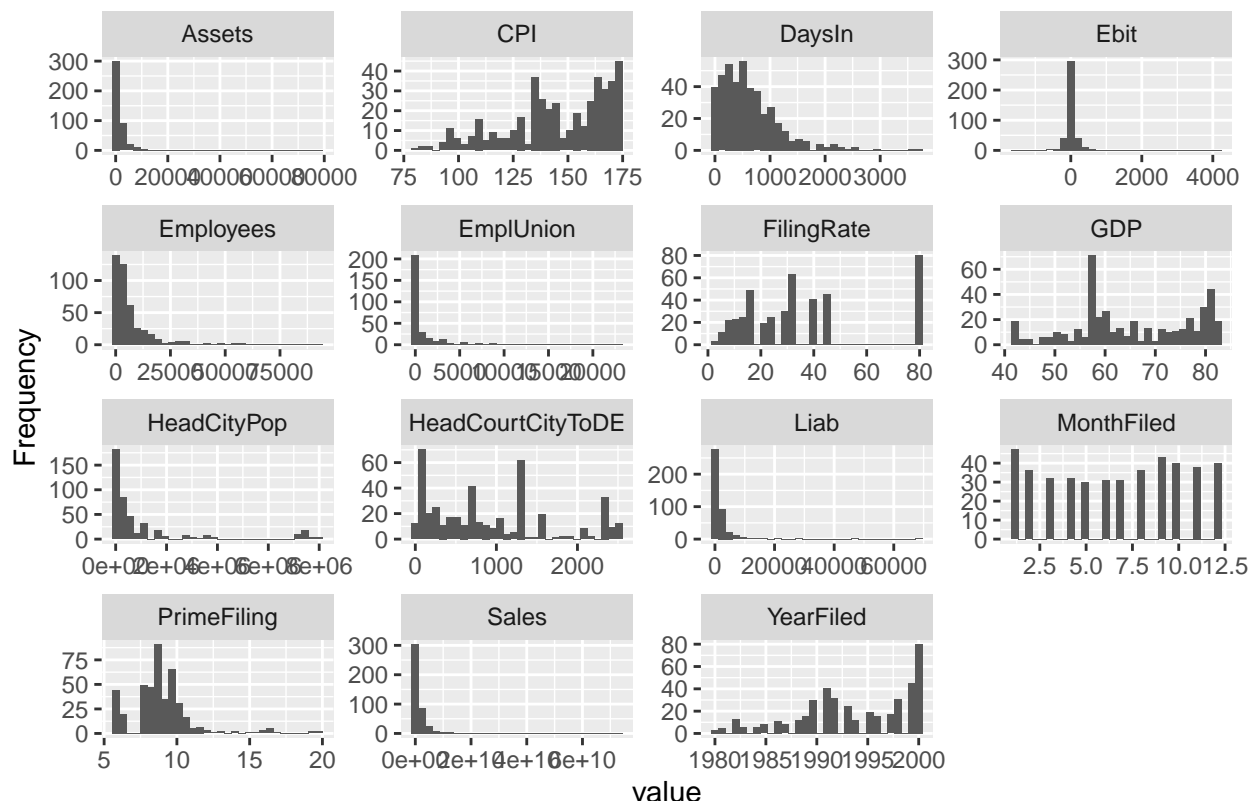 Assets
300
200
100
0
0 20000 40000 60000 80000
CPI
40
30
20
10
0
75 100 125 150 175
DaysIn
40
20
0
0 1000 2000 3000
Ebit
300
200
100
0
0 2000 4000
Employees
100
50
0
0 25000 50000 75000
EmplUnion
200
150
100
50
0
0 5000 10000 15000 20000
FilingRate
80
60
40
20
0
0 20 40 60 80
GDP
60
40
20
0
40 50 60 70 80
Frequency
HeadCityPop
150
100
50
0
0e+00 2e+06 4e+06 6e+06 8e+06
HeadCourtCityToDE
60
40
20
0
0 1000 2000
Liab
200
100
0
0 20000 40000 60000
MonthFiled
40
30
20
10
0
2.5 5.0 7.5 10.0 12.5
PrimeFiling
75
50
25
0
5 10 15 20
Sales
300
200
100
0
0e+00 2e+10 4e+10 6e+10
YearFiled
80
60
40
20
0
1980 1985 1990 1995 2000
value